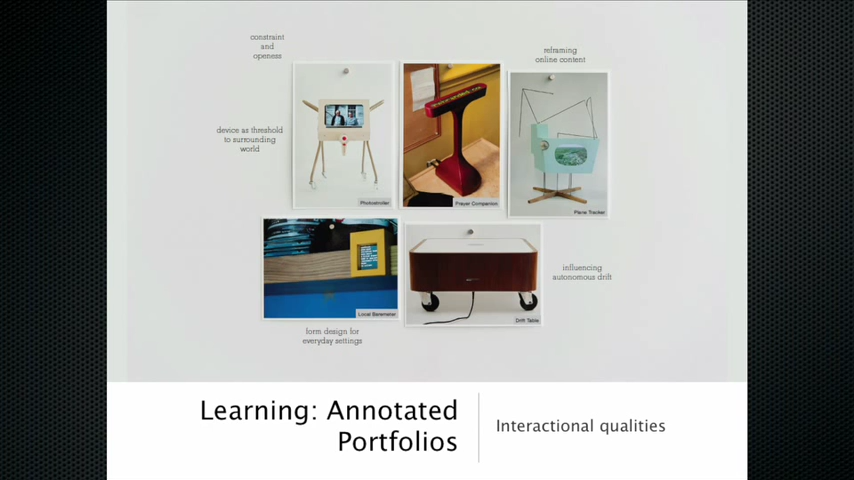 constraint
and
openess
reframing
online content
device as threshold
to surrounding
world
Photostroller
Prayer Companion
Plane Tracker
influencing
autonomous drift
Local Barometer
Drift Table
form design for
everyday settings
Learning: Annotated
Portfolios
Interactional qualities